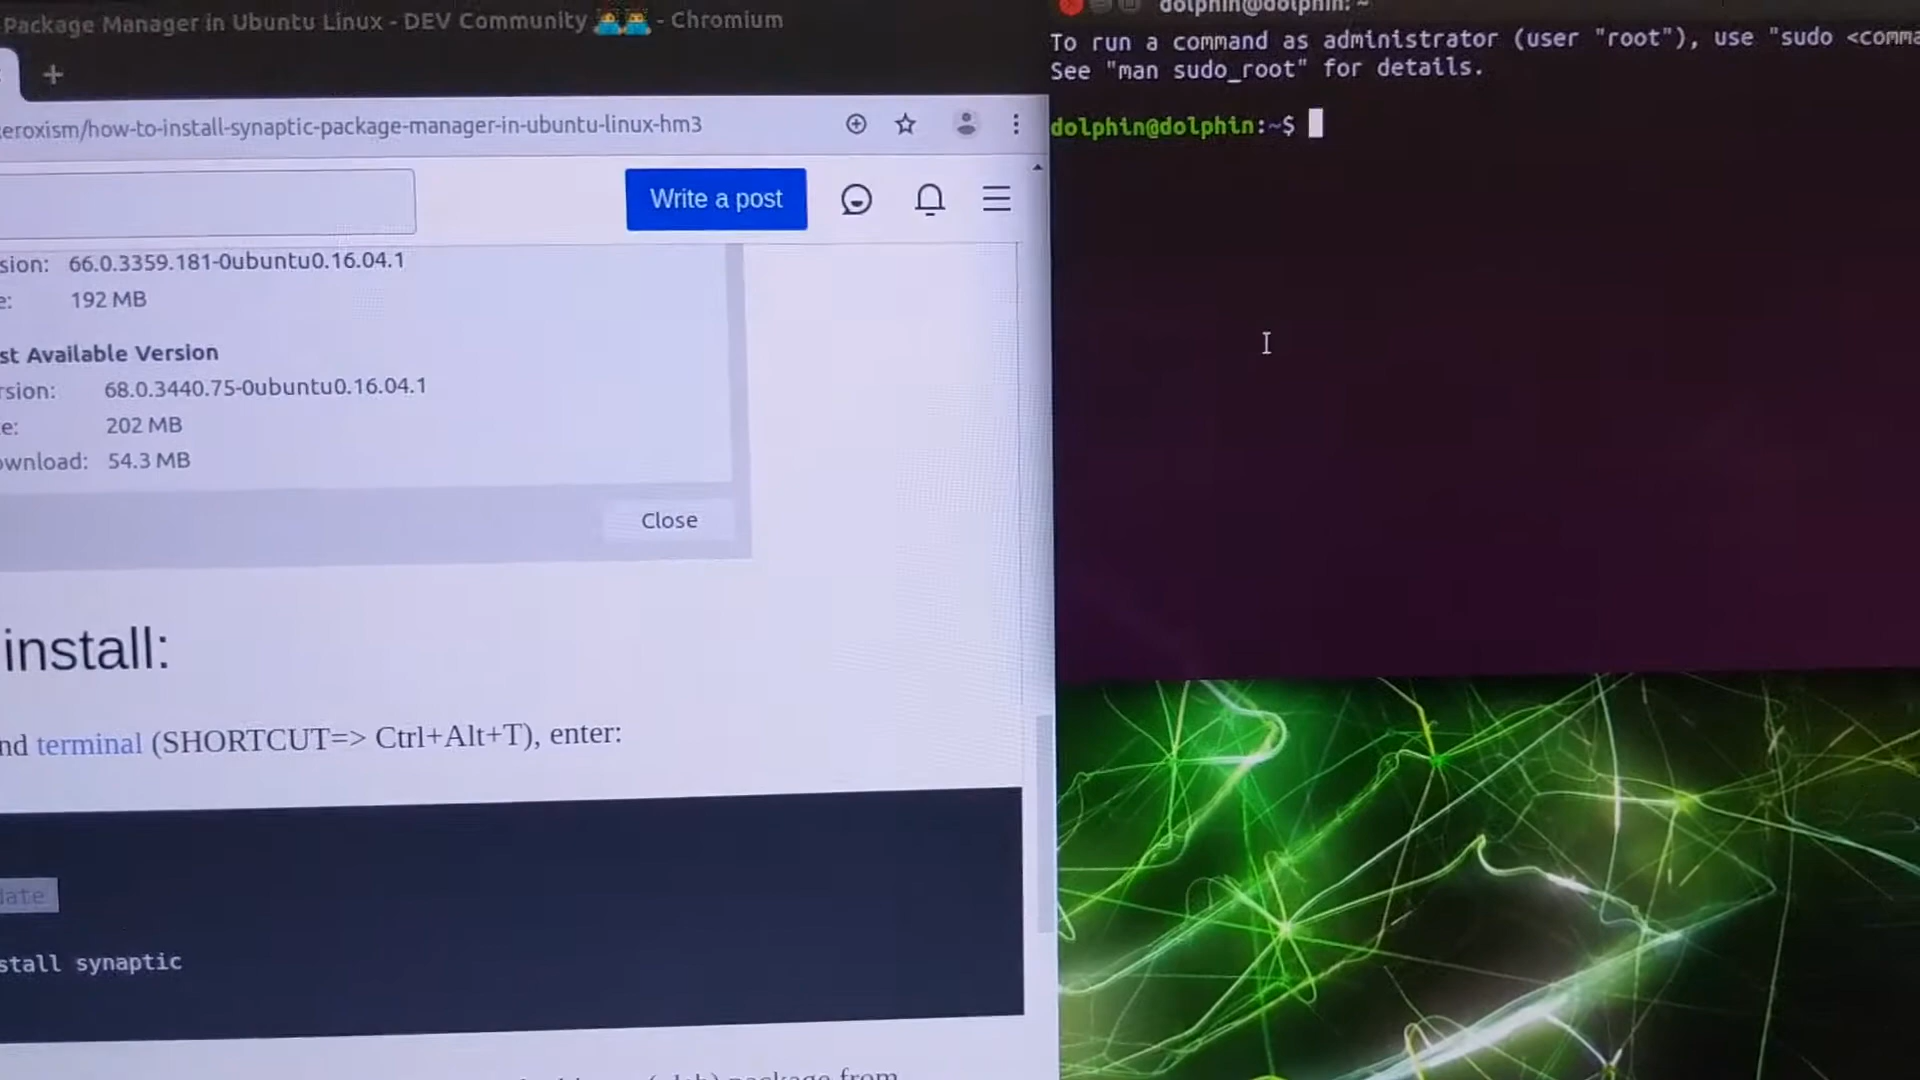 Package Manager in Ubuntu Linux - DEV Community - Chromium
eroxism/how-to-install-synaptic-package-manager-in-ubuntu-linux-hm3
Write a post
sion: 66.0.3359.181-0ubuntu0.16.04.1
e: 192 MB
st Available Version
rsion: 68.0.3440.75-0ubuntu0.16.04.1
e: 202 MB
ownload: 54.3 MB
Close
install:
nd terminal (SHORTCUT=> Ctrl+Alt+T), enter:
date
stall synaptic
package from
dolphin@dolphin: ~
To run a command as administrator (user "root"), use "sudo <comma
See "man sudo_root" for details.
dolphin@dolphin:~$